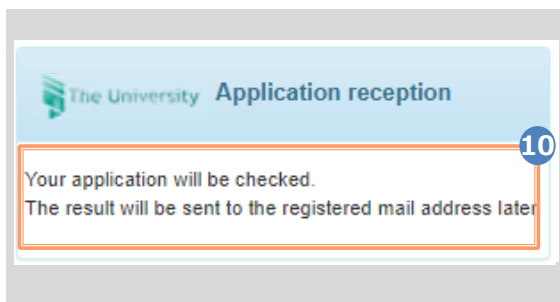 The University Application reception
10
Your application will be checked.
The result will be sent to the registered mail address later